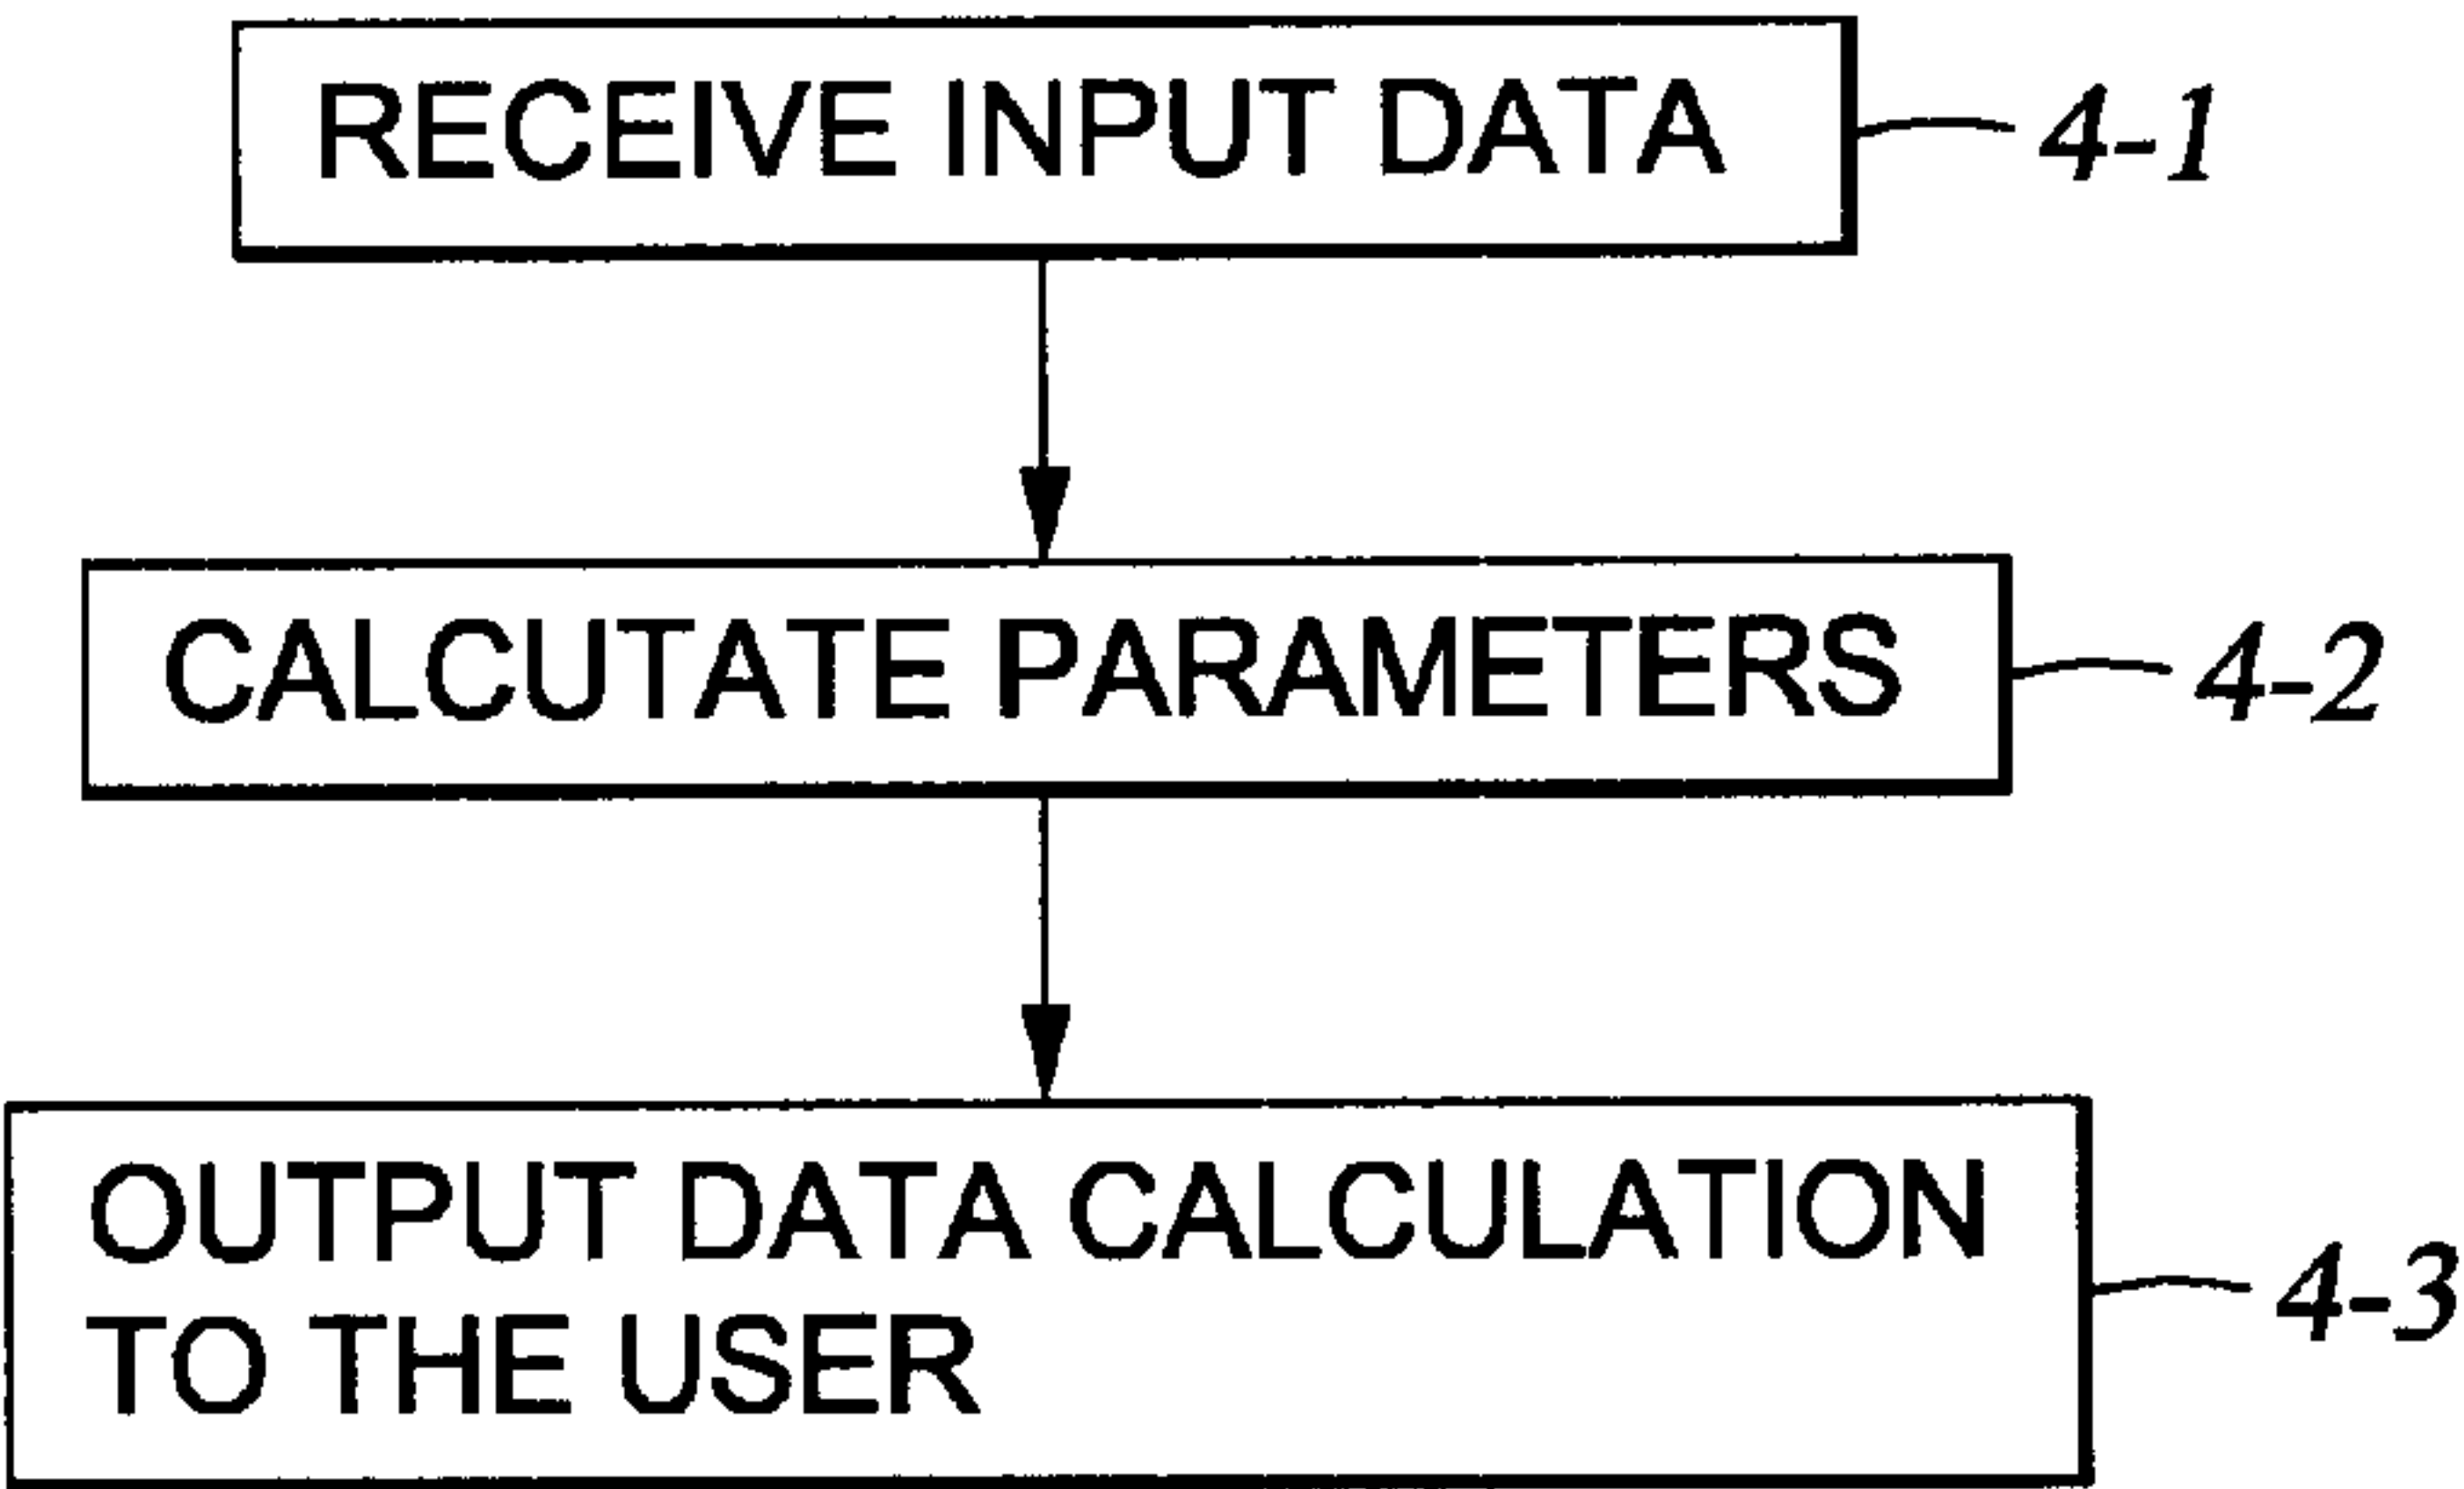 RECEIVE INPUT DATA
4-1
CALCUTATE PARAMETERS
4-2
OUTPUT DATA CALCULATION
TO THE USER
4-3